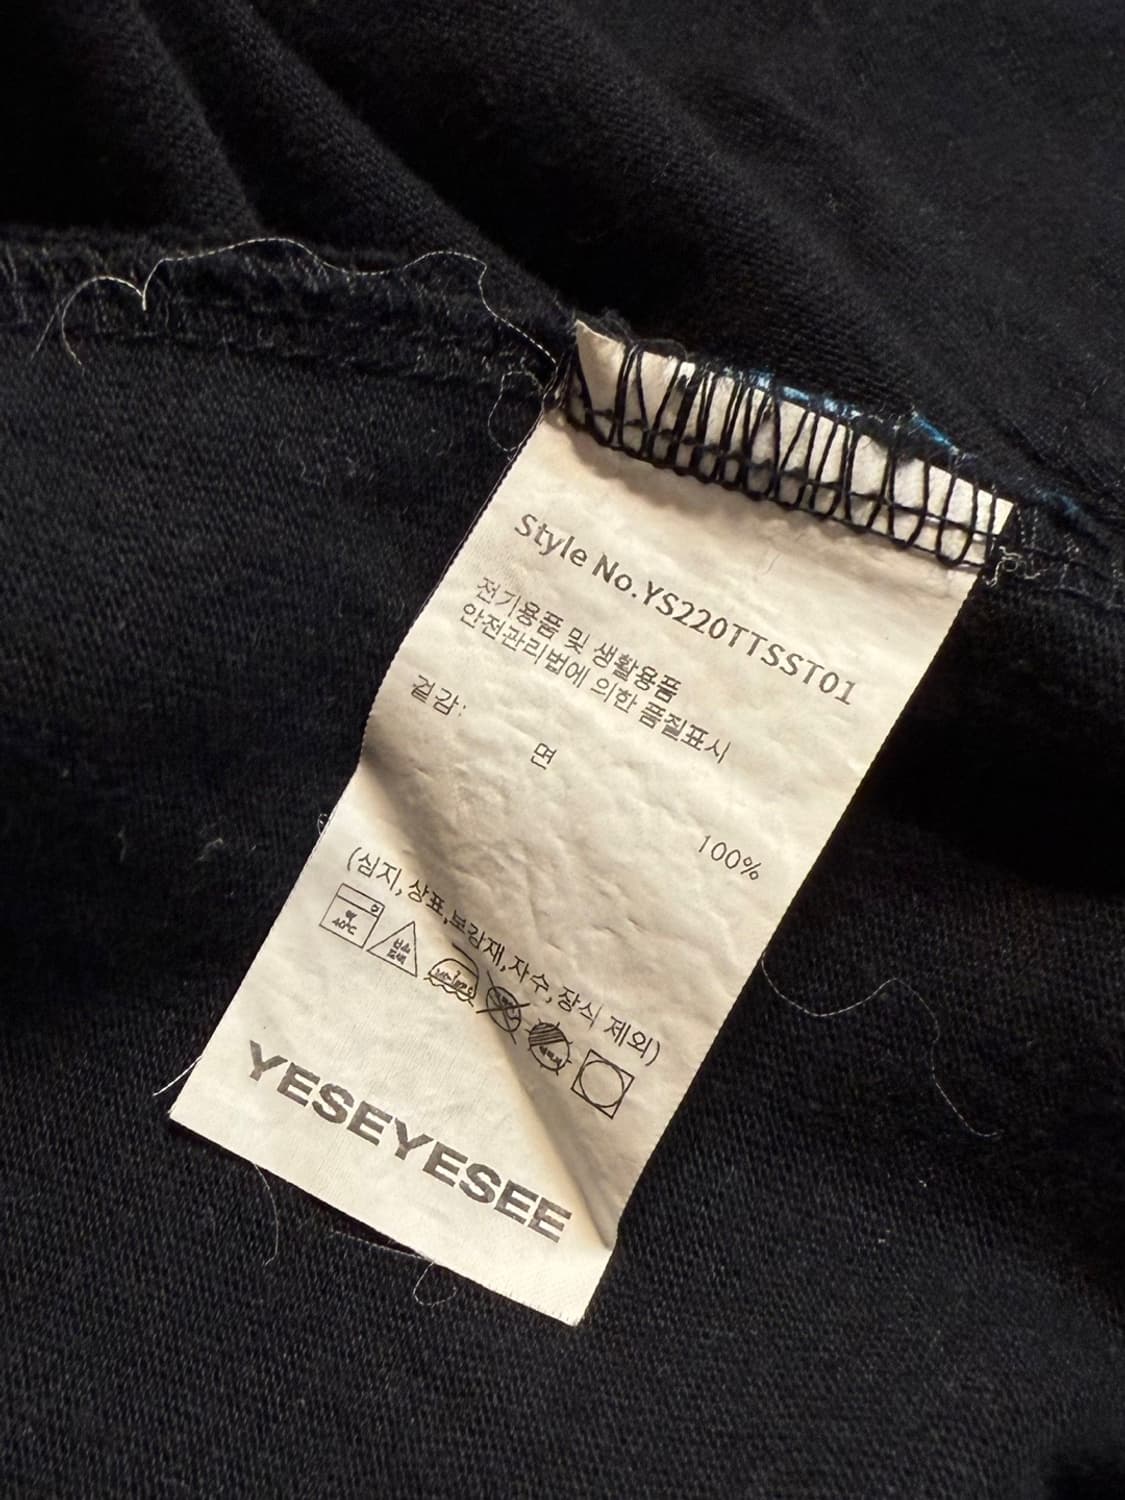 Style No.YS220TTSST01
전기용품 및 생활용품
안전관리법에 의한 품질표시
겉감:
면
100%
(심지,상표,보강재,자수,장식 제외)
약
40℃
YESEYESEE